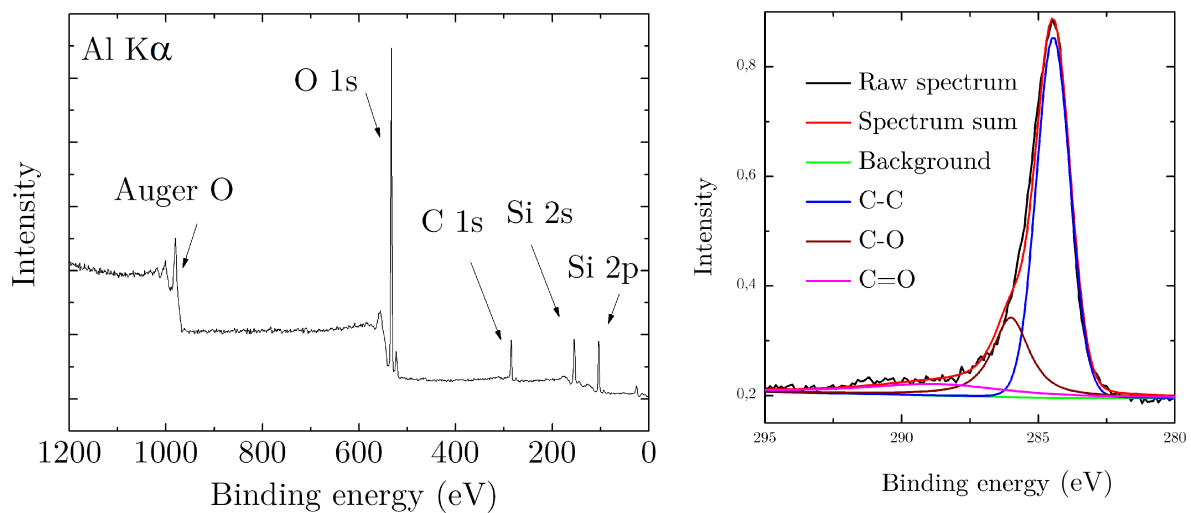 Al Kα
O 1s
Auger O
C 1s
Si 2s
Si 2p
Intensity
1200 1000 800 600 400 200 0
Binding energy (eV)
0,8
0,6
0,4
0,2
Raw spectrum
Spectrum sum
Background
C-C
C-O
C=O
Intensity
295 290 285 280
Binding energy (eV)